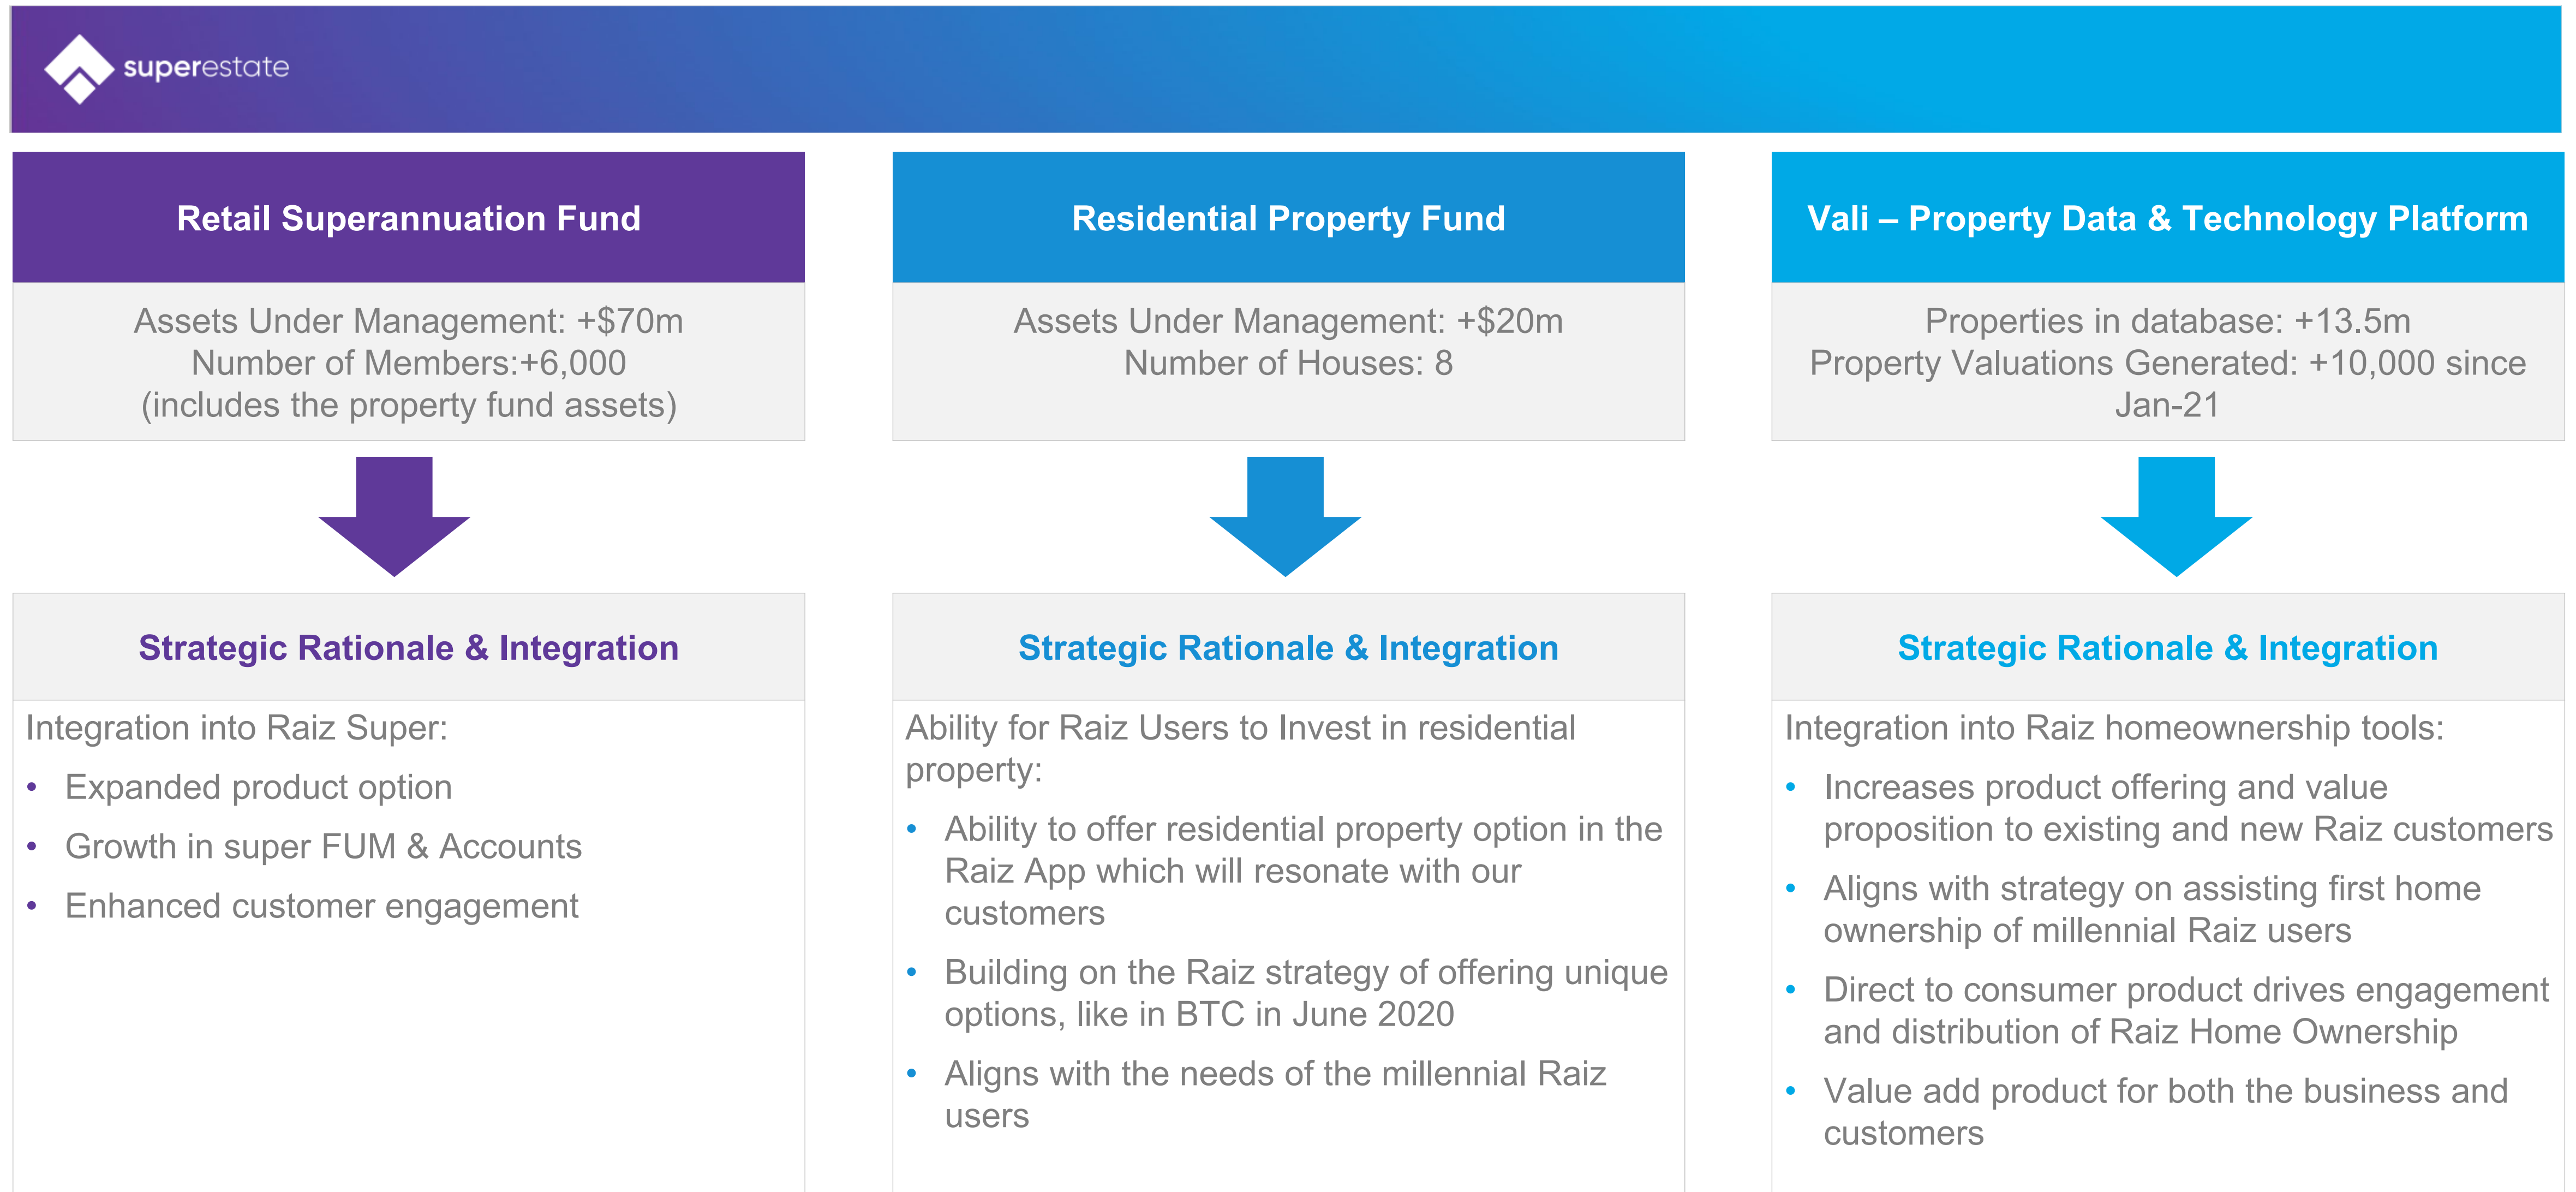 superestate
Retail Superannuation Fund
Assets Under Management: +$70m
Number of Members:+6,000
(includes the property fund assets)
Strategic Rationale & Integration
Integration into Raiz Super:
• Expanded product option
• Growth in super FUM & Accounts
• Enhanced customer engagement
Residential Property Fund
Assets Under Management: +$20m
Number of Houses: 8
Strategic Rationale & Integration
Ability for Raiz Users to Invest in residential
property:
• Ability to offer residential property option in the
Raiz App which will resonate with our
customers
• Building on the Raiz strategy of offering unique
options, like in BTC in June 2020
• Aligns with the needs of the millennial Raiz
users
Vali – Property Data & Technology Platform
Properties in database: +13.5m
Property Valuations Generated: +10,000 since
Jan-21
Strategic Rationale & Integration
Integration into Raiz homeownership tools:
• Increases product offering and value
proposition to existing and new Raiz customers
• Aligns with strategy on assisting first home
ownership of millennial Raiz users
• Direct to consumer product drives engagement
and distribution of Raiz Home Ownership
• Value add product for both the business and
customers